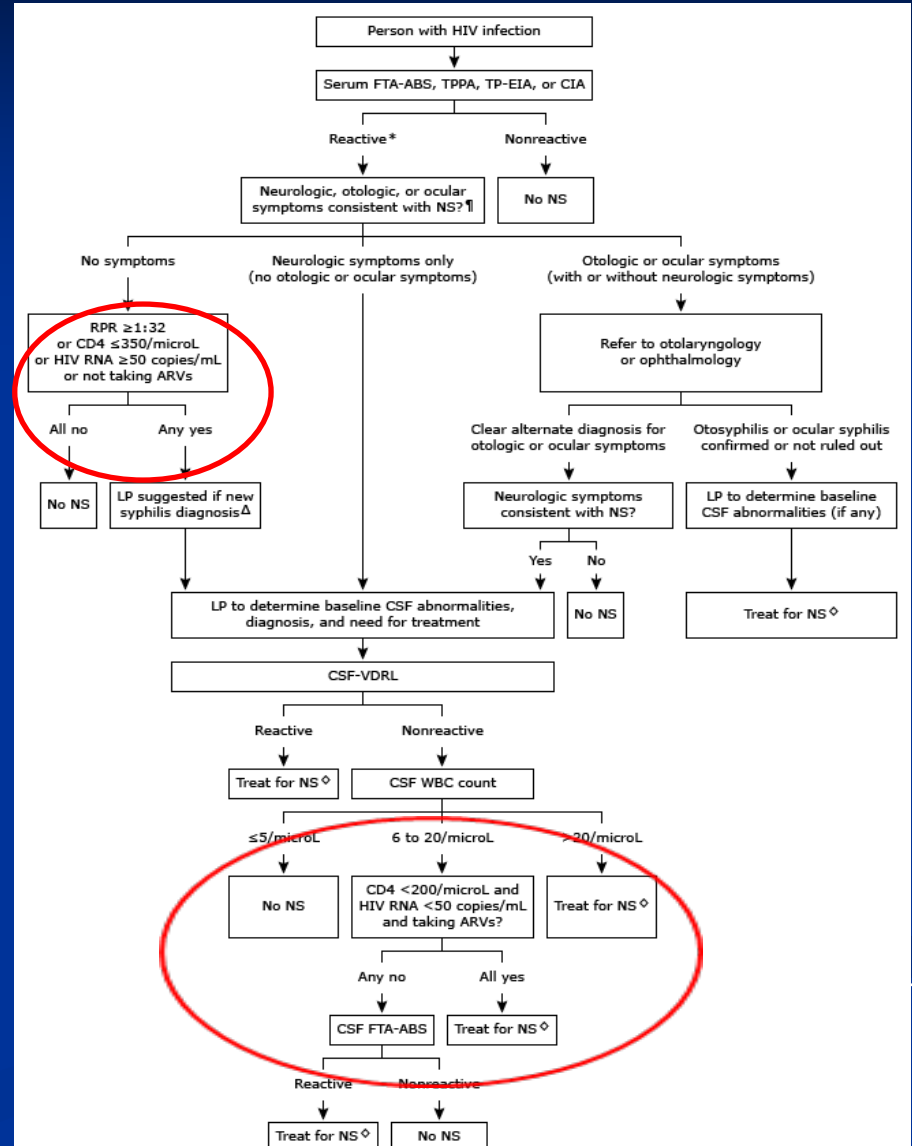 Person with HIV infection
Serum FTA-ABS, TPPA, TP-EIA, or CIA
Reactive*
Nonreactive
Neurologic, otologic, or ocular
symptoms consistent with NS?¶
No NS
No symptoms
Neurologic symptoms only
(no otologic or ocular symptoms)
Otologic or ocular symptoms
(with or without neurologic symptoms)
RPR ≥1:32
or CD4 ≤350/microL
or HIV RNA ≥50 copies/mL
or not taking ARVs
Refer to otolaryngology
or ophthalmology
All no
Any yes
Clear alternate diagnosis for
otologic or ocular symptoms
Otosyphilis or ocular syphilis
confirmed or not ruled out
No NS
LP suggested if new
syphilis diagnosisΔ
Neurologic symptoms
consistent with NS?
LP to determine baseline
CSF abnormalities (if any)
Yes
No
LP to determine baseline CSF abnormalities,
diagnosis, and need for treatment
No NS
Treat for NS◇
CSF-VDRL
Reactive
Nonreactive
Treat for NS◇
CSF WBC count
≤5/microL
6 to 20/microL
>20/microL
No NS
CD4 <200/microL and
HIV RNA <50 copies/mL
and taking ARVs?
Treat for NS◇
Any no
All yes
CSF FTA-ABS
Treat for NS◇
Reactive
Nonreactive
Treat for NS◇
No NS